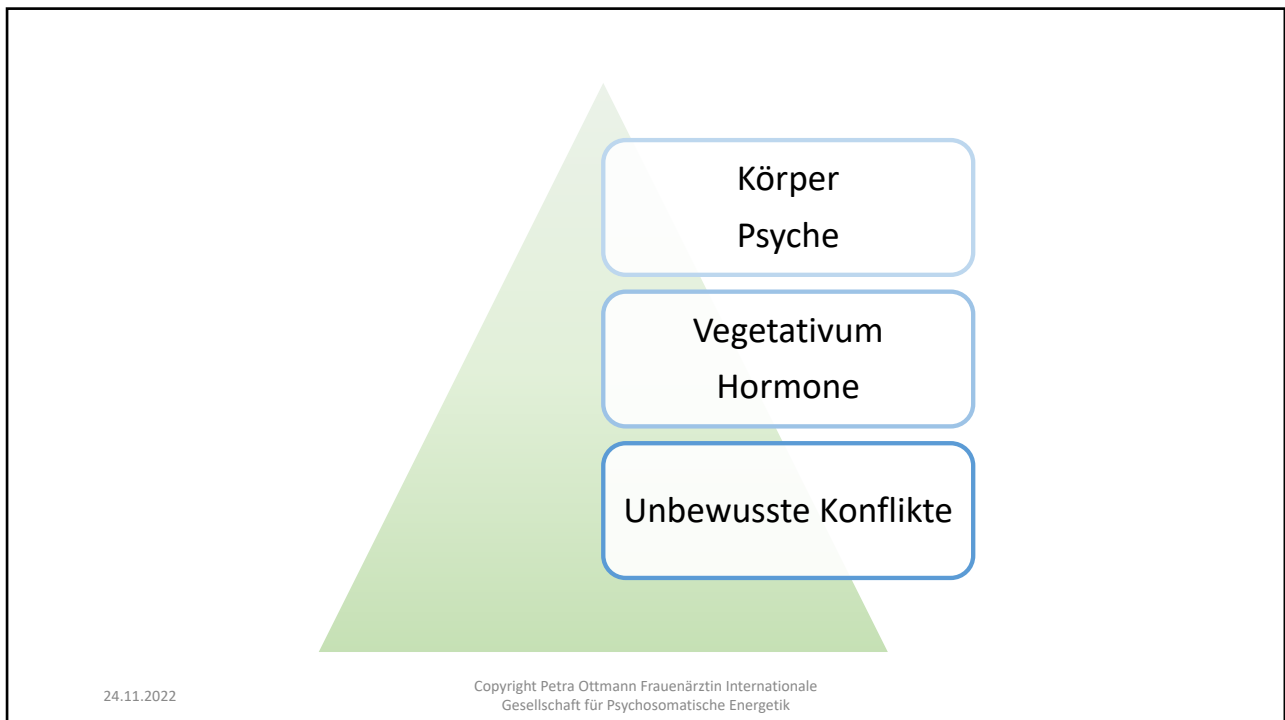 Körper
Psyche
Vegetativum
Hormone
Unbewusste Konflikte
24.11.2022
Copyright Petra Ottmann Frauenärztin Internationale
Gesellschaft für Psychosomatische Energetik